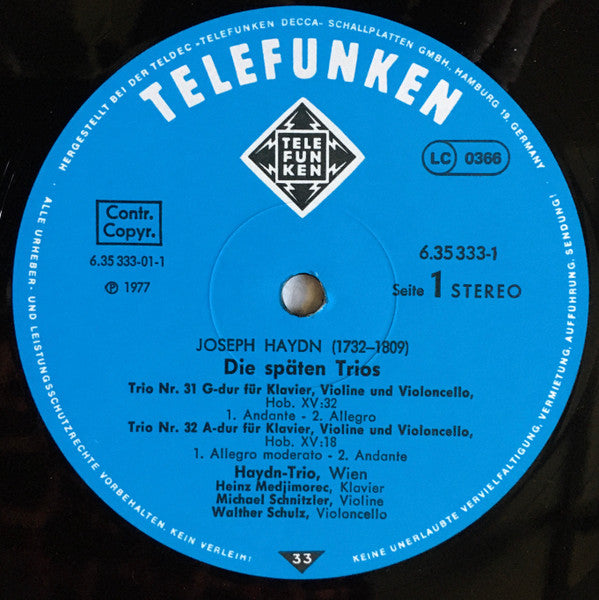 HERGESTELLT BEI DER TELDEC »TELEFUNKEN DECCA« SCHALLPLATTEN GMBH., HAMBURG 19, GERMANY
TELEFUNKEN
TELE
FUN
KEN
LC 0366
Contr.
Copyr.
6.35 333-01-1
Ⓟ 1977
6.35333-1
Seite 1 STEREO
JOSEPH HAYDN (1732–1809)
Die späten Trios
Trio Nr. 31 G-dur für Klavier, Violine und Violoncello,
Hob. XV:32
1. Andante - 2. Allegro
Trio Nr. 32 A-dur für Klavier, Violine und Violoncello,
Hob. XV:18
1. Allegro moderato - 2. Andante
Haydn-Trio, Wien
Heinz Medjimorec, Klavier
Michael Schnitzler, Violine
Walther Schulz, Violoncello
33
ALLE URHEBER- UND LEISTUNGSSCHUTZRECHTE VORBEHALTEN. KEIN VERLEIH!
KEINE UNERLAUBTE VERVIELFÄLTIGUNG, VERMIETUNG, AUFFÜHRUNG, SENDUNG!